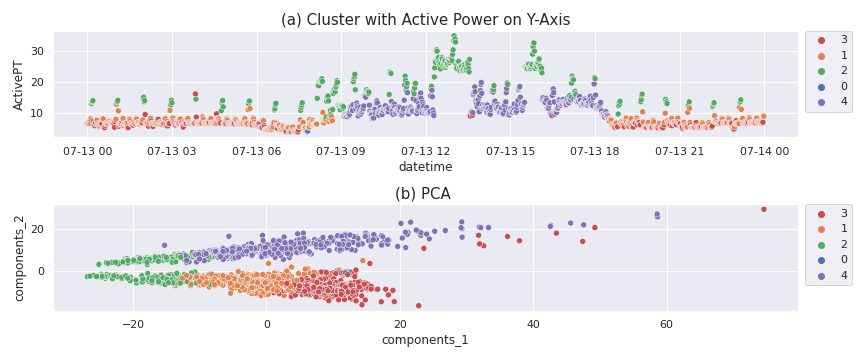 (a) Cluster with Active Power on Y-Axis
ActivePT
30
20
10
07-13 00 07-13 03 07-13 06 07-13 09 07-13 12 07-13 15 07-13 18 07-13 21 07-14 00
datetime
3
1
2
0
4
(b) PCA
components_2
20
0
−20 0 20 40 60
components_1
3
1
2
0
4